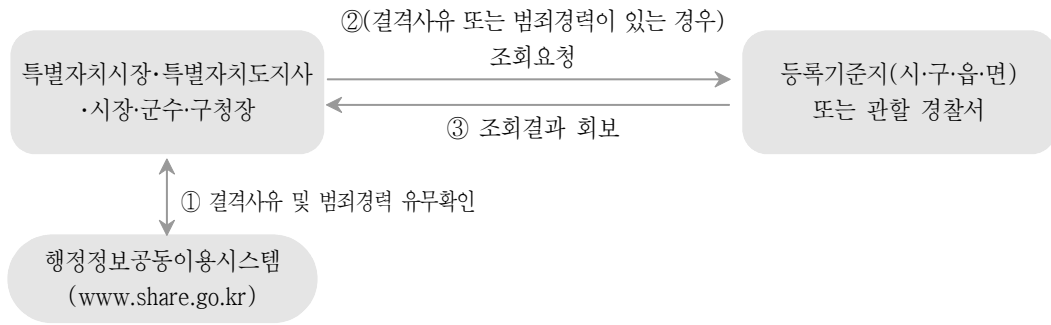 ②(결격사유 또는 범죄경력이 있는 경우)
조회요청
특별자치시장·특별자치도지사
·시장·군수·구청장
등록기준지(시·구·읍·면)
또는 관할 경찰서
③ 조회결과 회보
① 결격사유 및 범죄경력 유무확인
행정정보공동이용시스템
(www.share.go.kr)